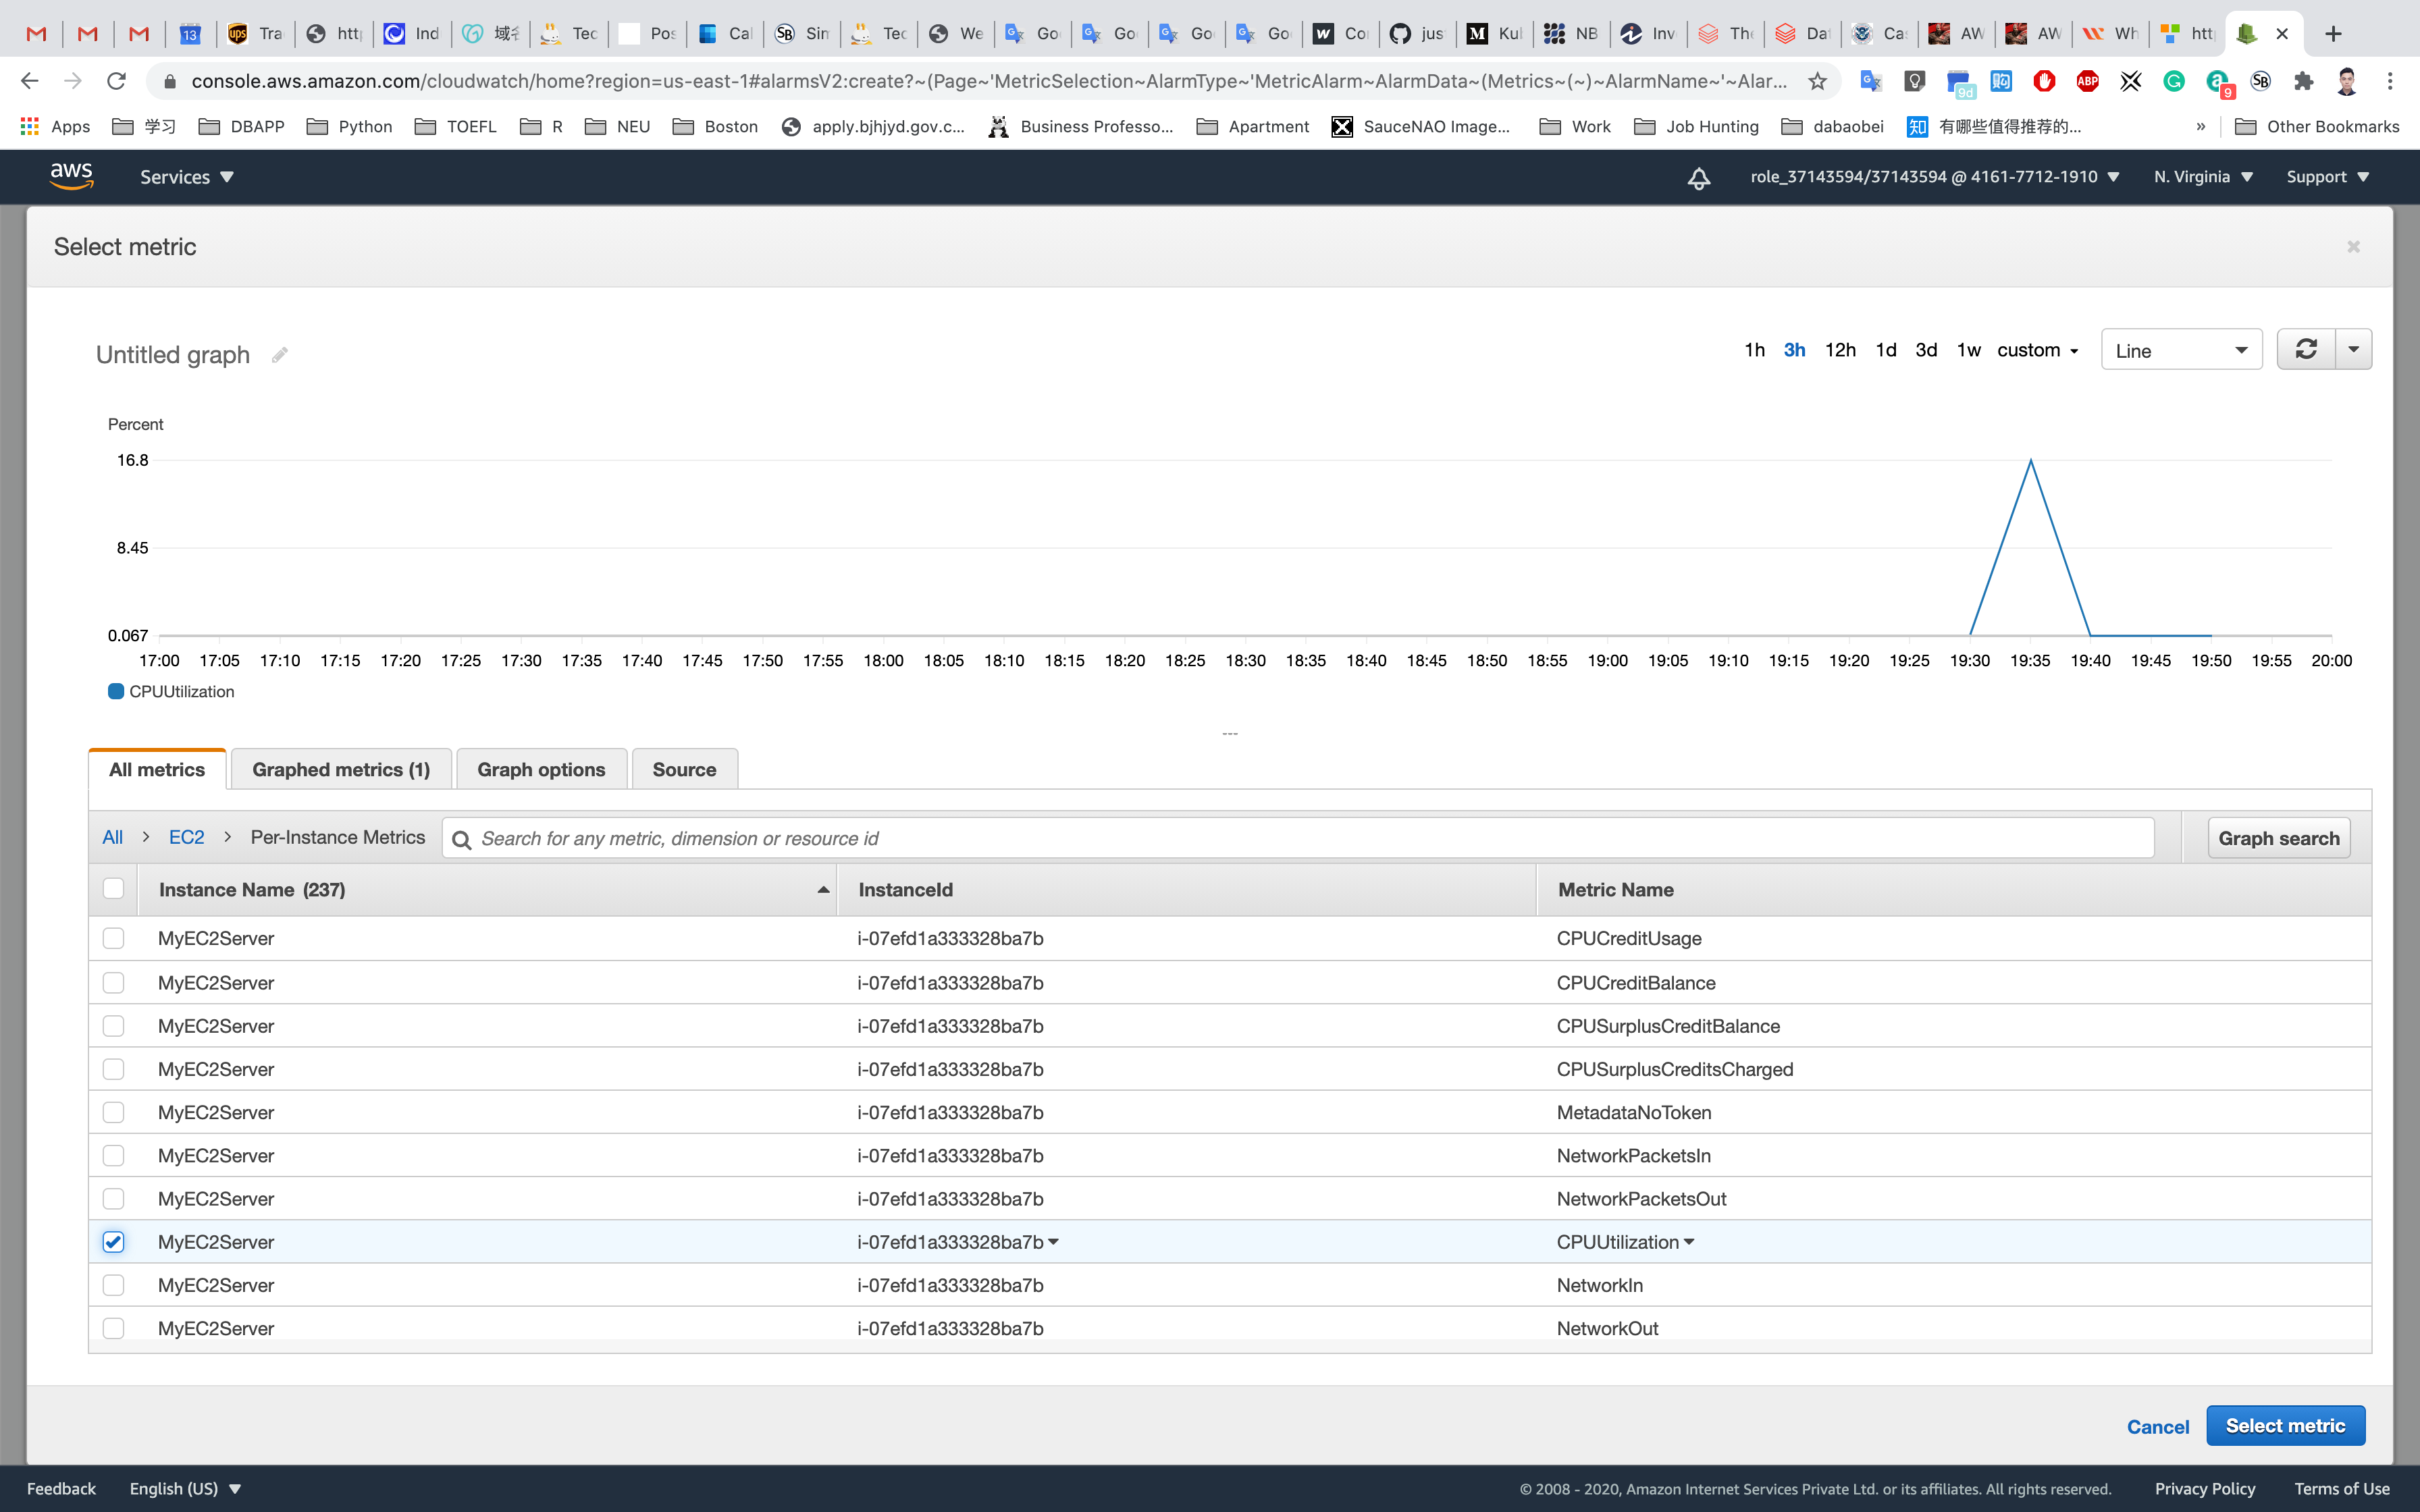 13 Tra Ind Tec Pos Cal Sin Tec We Co jus NB Inv The AW AW Wh
console.aws.amazon.com/cloudwatch/home?region=us-east-1#alarmsV2:create?~(Page~'MetricSelection~AlarmType~'MetricAlarm~AlarmData~(Metrics~(~)~AlarmName~'~Alar... 9d ABP 9 SB
Apps 学习 DBAPP Python TOEFL R NEU Boston apply.bjhjyd.gov.c... Business Professo... Apartment SauceNAO Image... Work Job Hunting dabaobei 知 有哪些值得推荐的... » Other Bookmarks
aws Services role_37143594/37143594 @ 4161-7712-1910 N. Virginia Support
Select metric
Untitled graph 1h 3h 12h 1d 3d 1w custom Line
Percent
16.8
8.45
0.067
17:00 17:05 17:10 17:15 17:20 17:25 17:30 17:35 17:40 17:45 17:50 17:55 18:00 18:05 18:10 18:15 18:20 18:25 18:30 18:35 18:40 18:45 18:50 18:55 19:00 19:05 19:10 19:15 19:20 19:25 19:30 19:35 19:40 19:45 19:50 19:55 20:00
CPUUtilization
All metrics Graphed metrics (1) Graph options Source
All > EC2 > Per-Instance Metrics Search for any metric, dimension or resource id Graph search
Instance Name (237) InstanceId Metric Name
MyEC2Server i-07efd1a333328ba7b CPUCreditUsage
MyEC2Server i-07efd1a333328ba7b CPUCreditBalance
MyEC2Server i-07efd1a333328ba7b CPUSurplusCreditBalance
MyEC2Server i-07efd1a333328ba7b CPUSurplusCreditsCharged
MyEC2Server i-07efd1a333328ba7b MetadataNoToken
MyEC2Server i-07efd1a333328ba7b NetworkPacketsIn
MyEC2Server i-07efd1a333328ba7b NetworkPacketsOut
MyEC2Server i-07efd1a333328ba7b CPUUtilization
MyEC2Server i-07efd1a333328ba7b NetworkIn
MyEC2Server i-07efd1a333328ba7b NetworkOut
Cancel Select metric
Feedback English (US) © 2008 - 2020, Amazon Internet Services Private Ltd. or its affiliates. All rights reserved. Privacy Policy Terms of Use